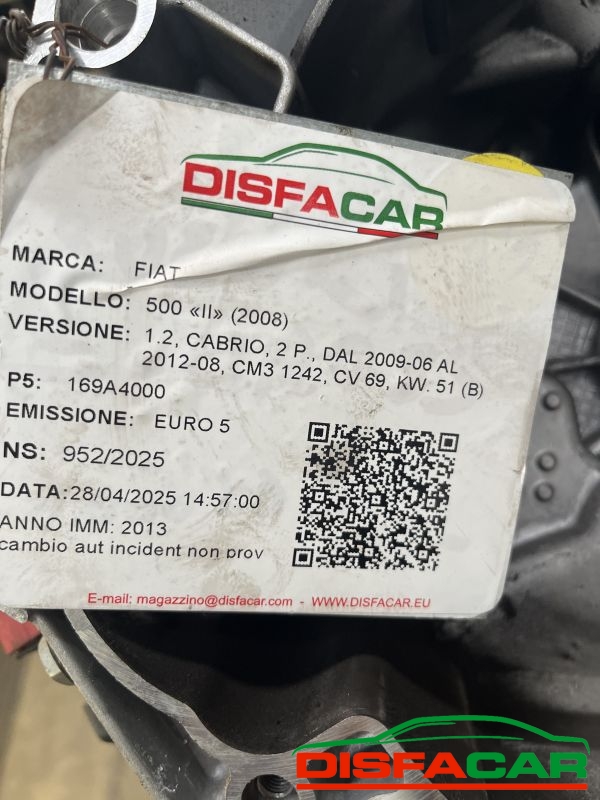 DISFACAR
MARCA: FIAT
MODELLO: 500 «II» (2008)
VERSIONE: 1.2, CABRIO, 2 P., DAL 2009-06 AL
2012-08, CM3 1242, CV 69, KW. 51 (B)
P5: 169A4000
EMISSIONE: EURO 5
NS: 952/2025
DATA:28/04/2025 14:57:00
ANNO IMM: 2013
cambio aut incident non prov
E-mail: magazzino@disfacar.com - WWW.DISFACAR.EU
DISFACAR